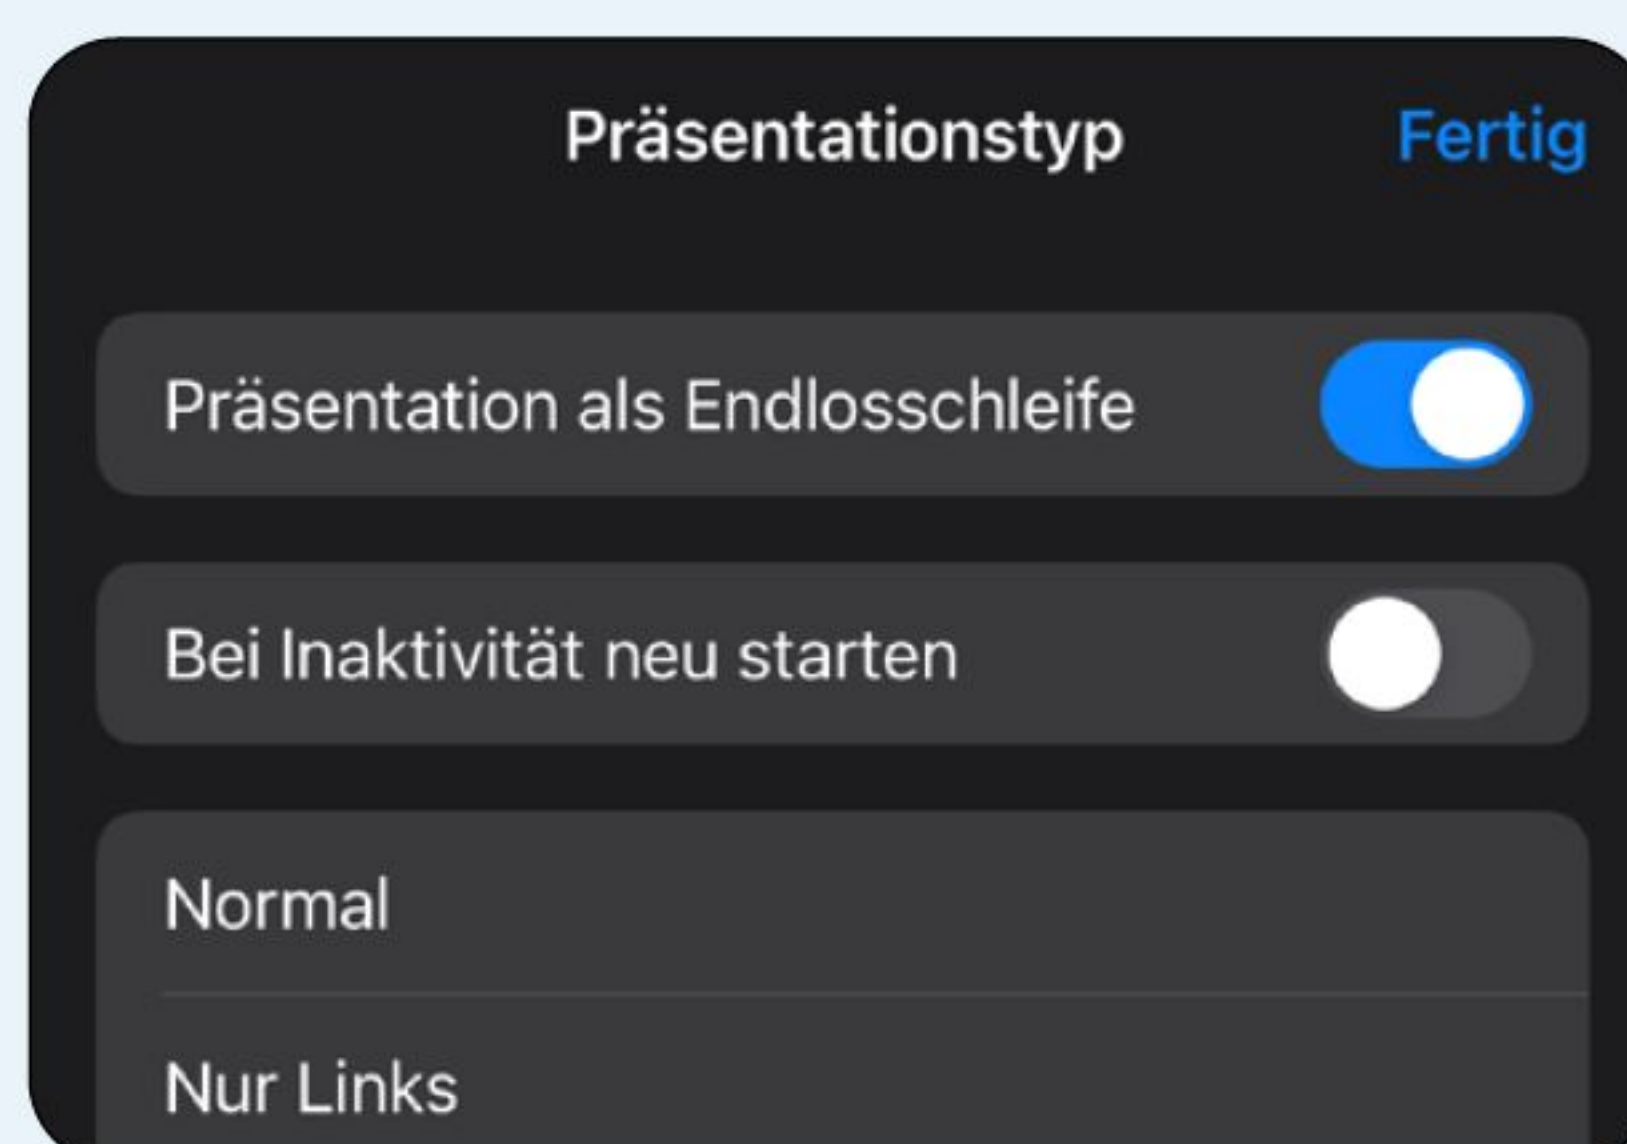 Präsentationstyp
Fertig
Präsentation als Endlosschleife
Bei Inaktivität neu starten
Normal
Nur Links